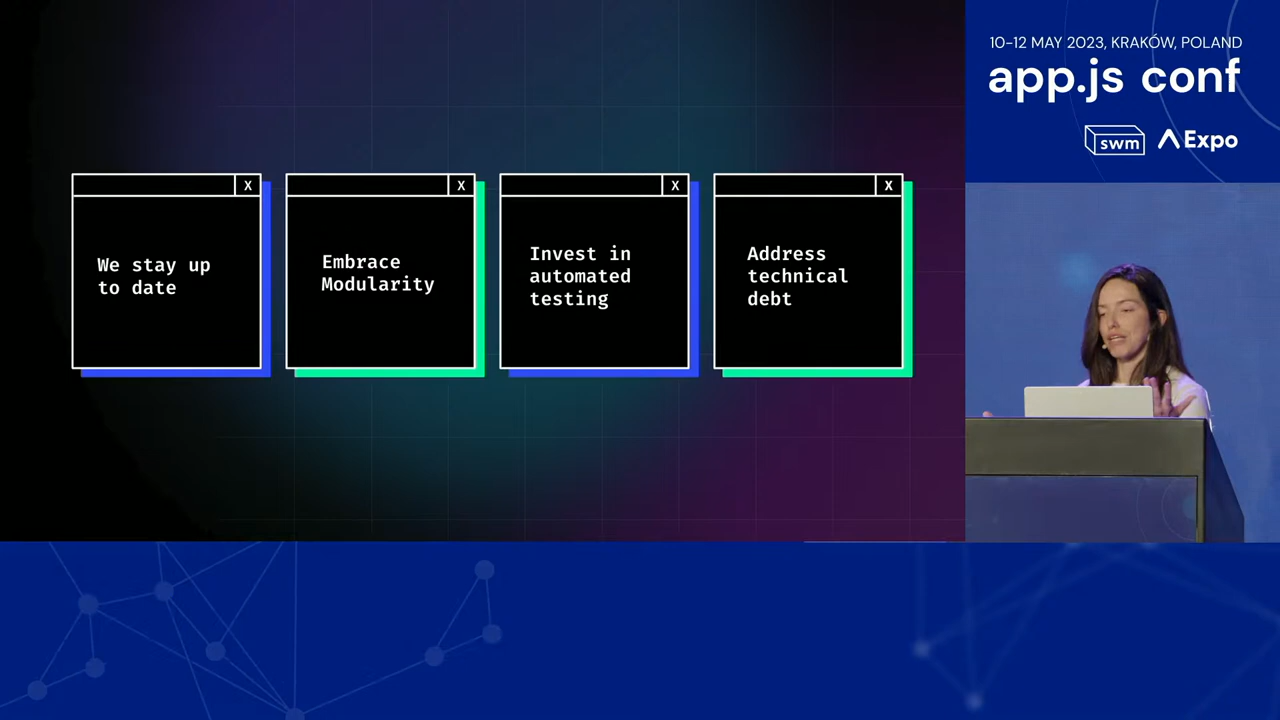 X
We stay up
to date
X
Embrace
Modularity
X
Invest in
automated
testing
X
Address
technical
debt
10-12 MAY 2023, KRAKÓW, POLAND
app.js conf
swm
Expo